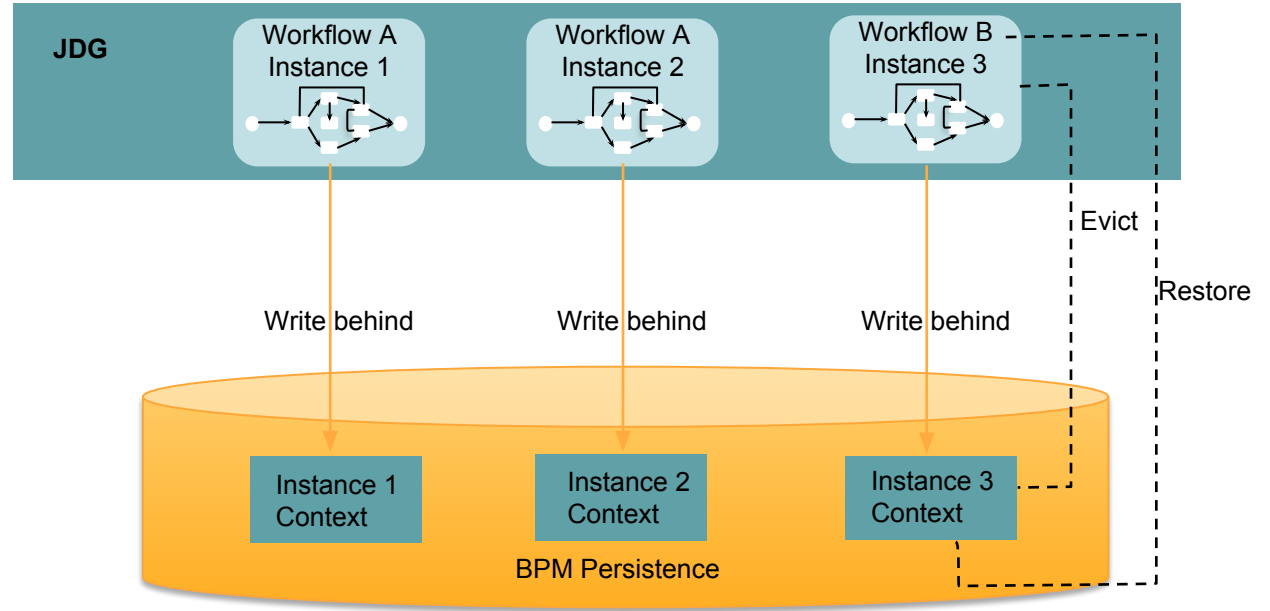 JDG
Workflow A
Instance 1
Workflow A
Instance 2
Workflow B
Instance 3
Evict
Restore
Write behind
Write behind
Write behind
Instance 1
Context
Instance 2
Context
Instance 3
Context
BPM Persistence